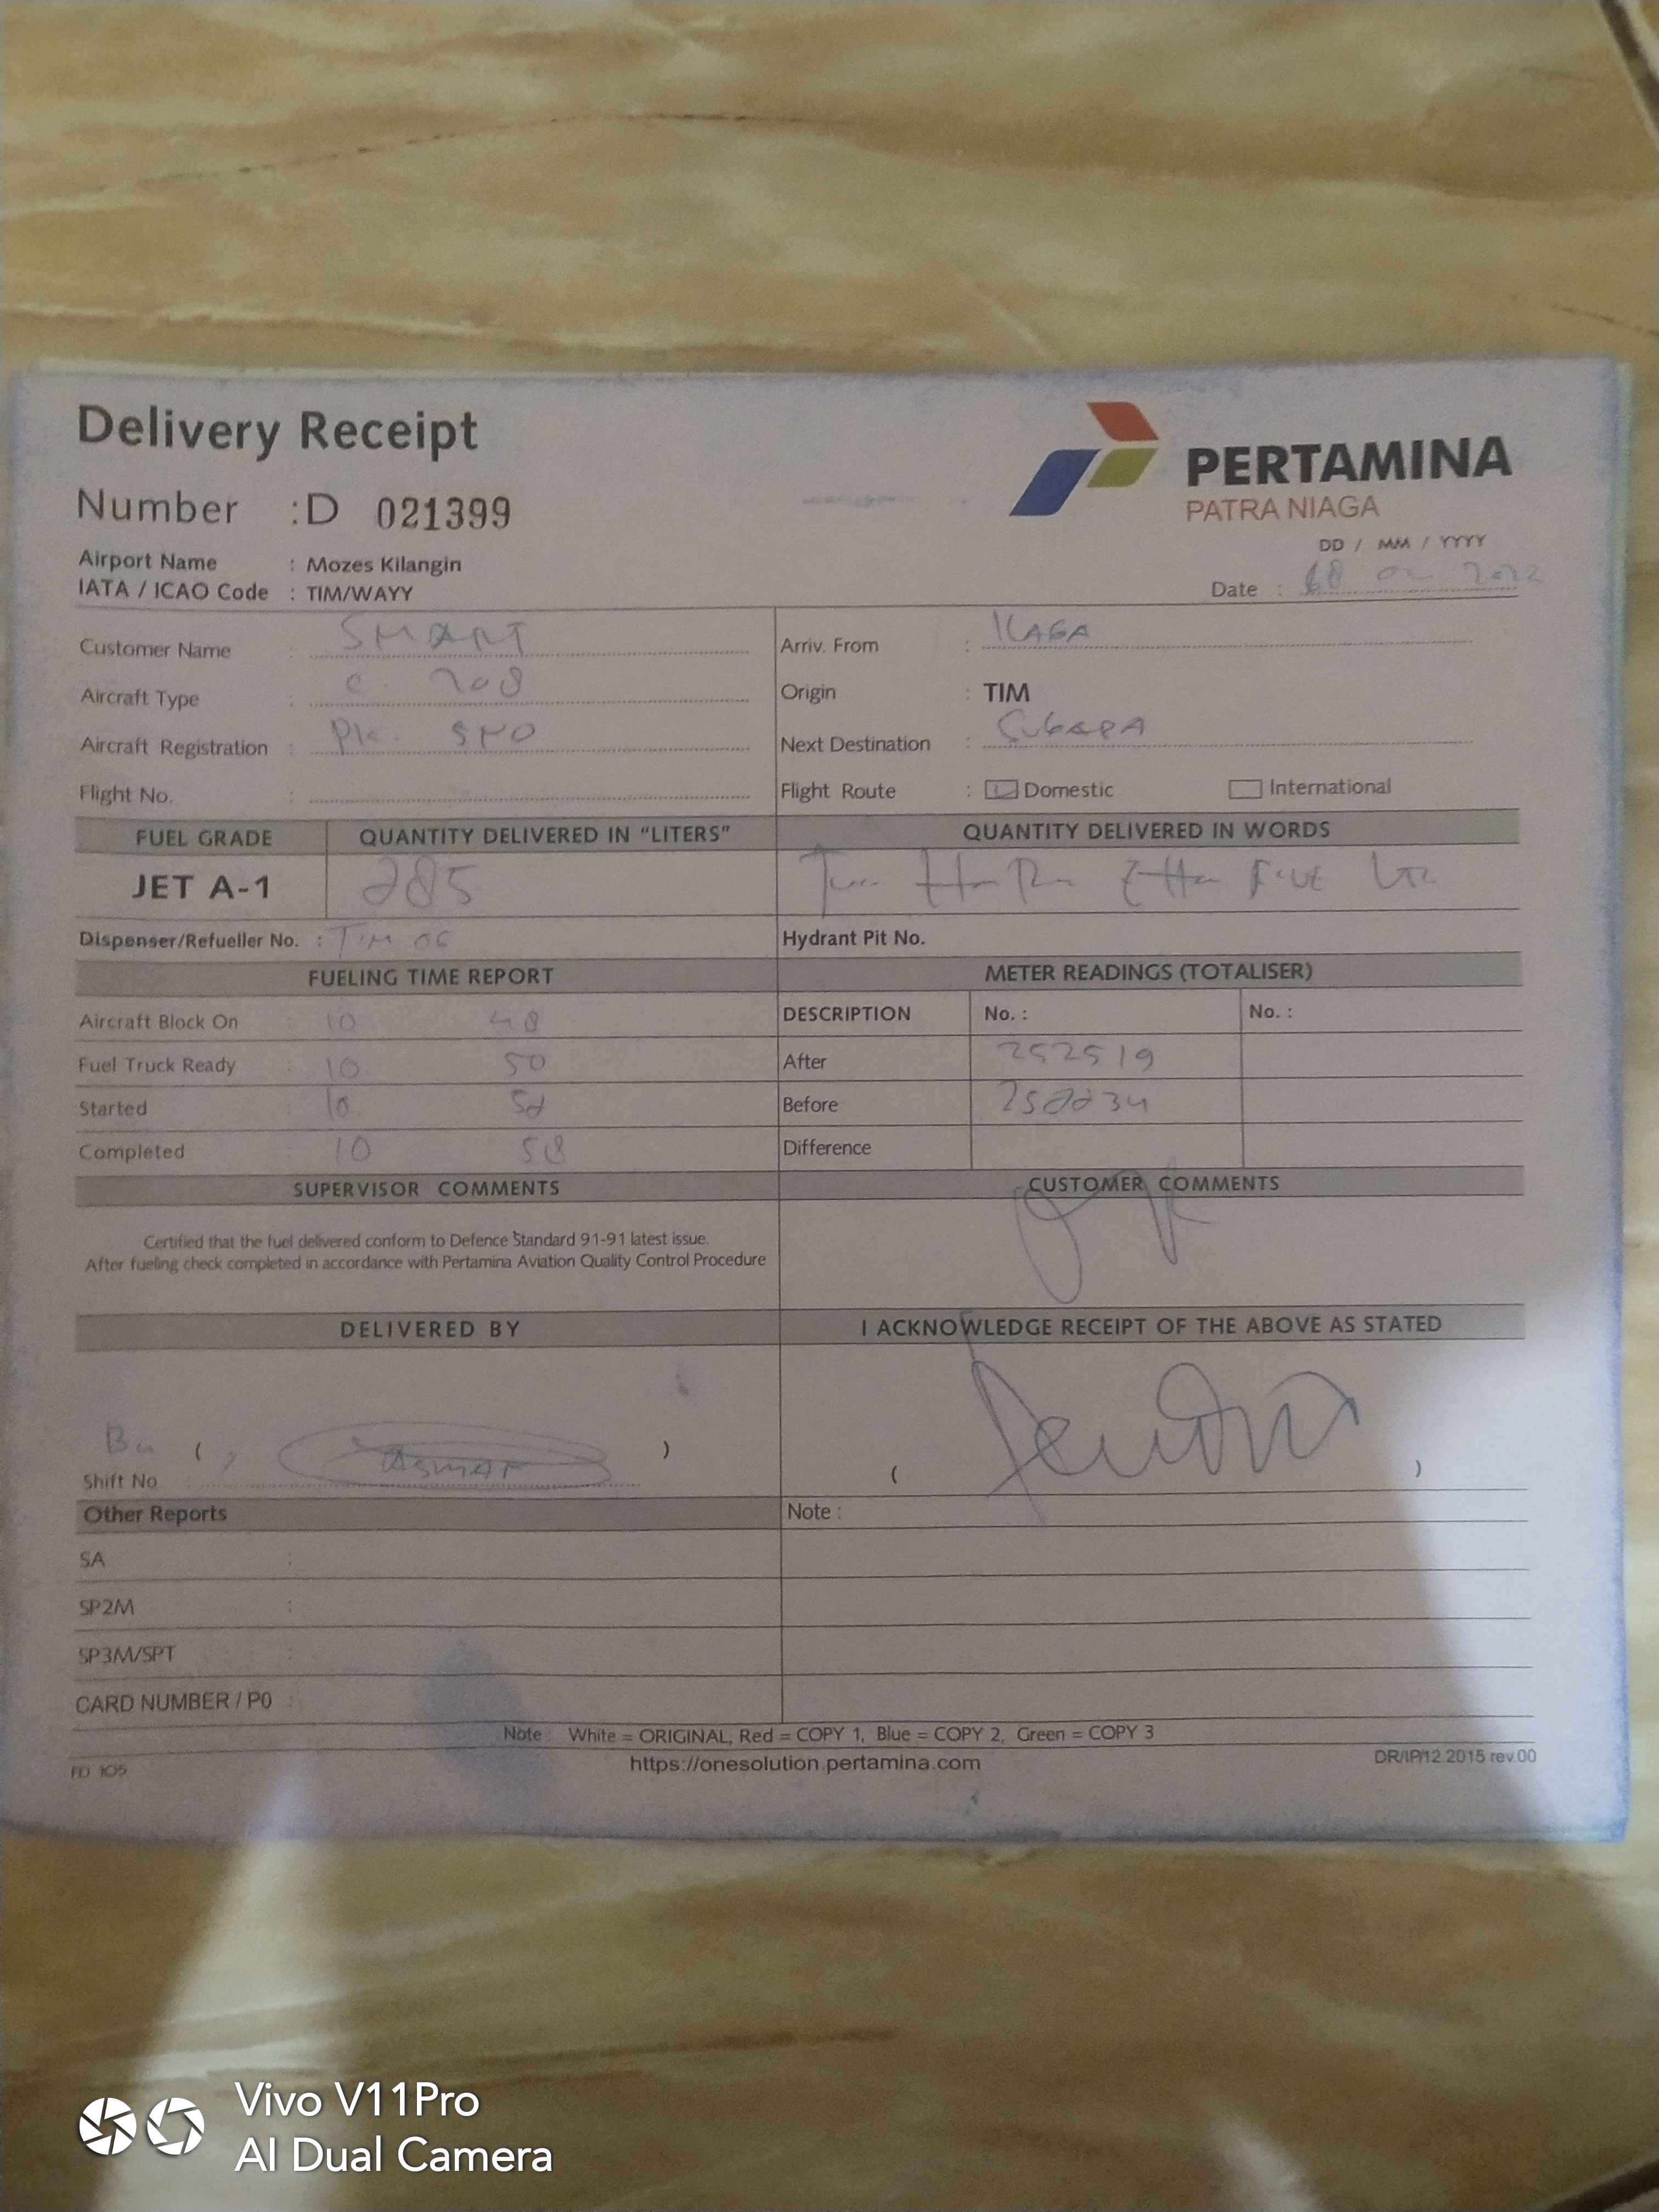 Delivery Receipt
PERTAMINA
PATRA NIAGA
Number : D 021399
DD / MM / YYYY
Airport Name : Mozes Kilangin
IATA / ICAO Code : TIM/WAYY
Date :
Customer Name : SMART
Arriv. From : ILAGA
Aircraft Type : C. 208
Origin : TIM
Aircraft Registration : PK.
Next Destination :
Flight No. :
Flight Route : Domestic International
FUEL GRADE QUANTITY DELIVERED IN "LITERS" QUANTITY DELIVERED IN WORDS
JET A-1 285
Dispenser/Refueller No. : TIM 06
Hydrant Pit No.
FUELING TIME REPORT METER READINGS (TOTALISER)
Aircraft Block On : 10 48
DESCRIPTION No. : No. :
Fuel Truck Ready : 10. 50
After 252519
Started : 10. 52
Before 252234
Completed : 10 58
Difference
SUPERVISOR COMMENTS CUSTOMER COMMENTS
Certified that the fuel delivered conform to Defence Standard 91-91 latest issue.
After fueling check completed in accordance with Pertamina Aviation Quality Control Procedure
DELIVERED BY I ACKNOWLEDGE RECEIPT OF THE ABOVE AS STATED
( )
( )
Shift No
Other Reports Note :
SA :
SP2M :
SP3M/SPT :
CARD NUMBER / PO :
Note : White = ORIGINAL, Red = COPY 1, Blue = COPY 2, Green = COPY 3
FD 105 https://onesolution.pertamina.com DR/IP/12.2015 rev.00
Vivo V11Pro
AI Dual Camera